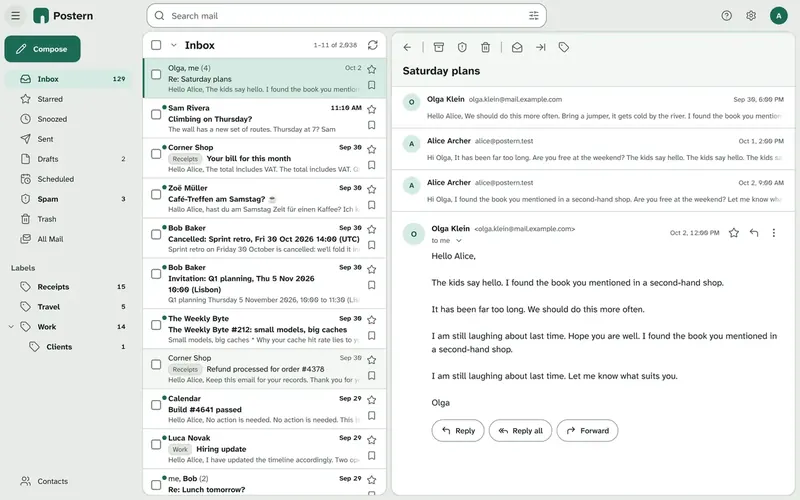 Postern
Search mail
A
Compose
Inbox 129
Starred
Snoozed
Sent
Drafts 2
Scheduled
Spam 3
Trash
All Mail
Labels
Receipts 15
Travel 5
Work 14
Clients 1
Contacts
Inbox 1–11 of 2,038
Olga, me (4) Oct 2
Re: Saturday plans
Hello Alice, The kids say hello. I found the book you mention
Sam Rivera 11:10 AM
Climbing on Thursday?
The wall has a new set of routes. Thursday at 7? Sam
Corner Shop Sep 30
Receipts Your bill for this month
Hello Alice, The total includes VAT. The total includes VAT.
Zoë Müller Sep 30
Café-Treffen am Samstag? ☕
Hallo Alice, hast du am Samstag Zeit für einen Kaffee? Ich k
Bob Baker Sep 30
Cancelled: Sprint retro, Fri 30 Oct 2026 14:00 (UTC)
Sprint retro on Friday 30 October is cancelled: we'll fold it in
Bob Baker Sep 30
Invitation: Q1 planning, Thu 5 Nov 2026
10:00 (Lisbon)
Q1 planning Thursday 5 November 2026, 10:00 to 11:30 (Lis
The Weekly Byte Sep 30
The Weekly Byte #212: small models, big caches
Small models, big caches * Why your cache hit rate lies to y
Corner Shop Sep 30
Receipts Refund processed for order #4378
Hello Alice, Keep this email for your records. Thank you for y
Calendar Sep 29
Build #4641 passed
Hello Alice, No action is needed. No action is needed. This is
Luca Novak Sep 29
Work Hiring update
Hello Alice, I have updated the timeline accordingly. Two op
me, Bob (2) Sep 29
Re: Lunch tomorrow?
Saturday plans
O
Olga Klein olga.klein@mail.example.com Sep 30, 6:00 PM
Hello Alice, We should do this more often. Bring a jumper, it gets cold by the river. I found the book you mention
A
Alice Archer alice@postern.test Oct 1, 2:00 PM
Hi Olga, It has been far too long. Are you free at the weekend? The kids say hello. The kids say hello. The kids sa
A
Alice Archer alice@postern.test Oct 2, 9:00 AM
Hi Olga, I found the book you mentioned in a second-hand shop. Are you free at the weekend? Let me know wh
O
Olga Klein <olga.klein@mail.example.com> Oct 2, 12:00 PM
to me
Hello Alice,
The kids say hello. I found the book you mentioned in a second-hand shop.
It has been far too long. We should do this more often.
I am still laughing about last time. Hope you are well. I found the book you mentioned in
a second-hand shop.
I am still laughing about last time. Let me know what suits you.
Olga
Reply
Reply all
Forward